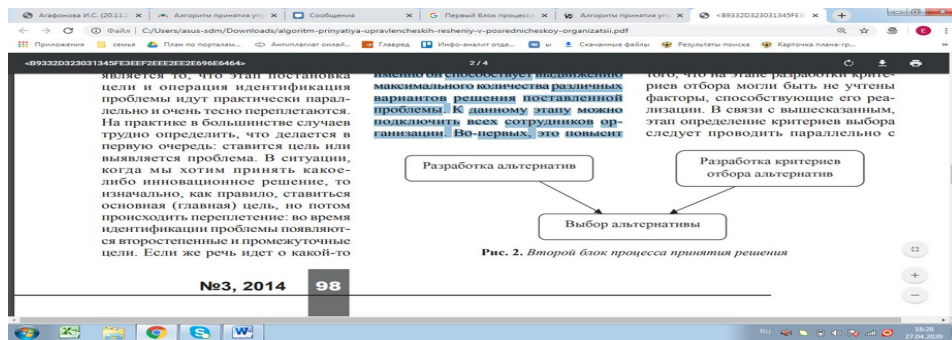 Агафонова И.С. (20.11.2
Алгоритм принятия упр
Сообщения
Первый блок процесса
Алгоритм принятия упр
<B9332D323031345FE3
Файл | C:/Users/asus-sdm/Downloads/algoritm-prinyatiya-upravlencheskih-resheniy-v-posrednicheskoy-organizatsii.pdf
Приложения
семья
План по порталам...
Антиплагиат онлай...
Главред
Инфо-анализ отде...
Скачанные файлы
Результаты поиска
Карточка плана-гр...
<B9332D323031345FE3EEF2EEE2EE2E696E6464>
2 / 4
является то, что этап постановка
цели и операция идентификация
проблемы идут практически парал-
лельно и очень тесно переплетаются.
На практике в большинстве случаев
трудно определить, что делается в
первую очередь: ставится цель или
выявляется проблема. В ситуации,
когда мы хотим принять какое-
либо инновационное решение, то
изначально, как правило, ставиться
основная (главная) цель, но потом
происходить переплетение: во время
идентификации проблемы появляют-
ся второстепенные и промежуточные
цели. Если же речь идет о какой-то
именно он способствует выдвижению
максимального количества различных
вариантов решения поставленной
проблемы. К данному этапу можно
подключить всех сотрудников ор-
ганизации. Во-первых, это повысит
того, что на этапе разработки крите-
риев отбора могли быть не учтены
факторы, способствующие его реа-
лизации. В связи с вышесказанным,
этап определение критериев выбора
следует проводить параллельно с
Разработка альтернатив
Разработка критериев
отбора альтернатив
Выбор альтернативы
Рис. 2. Второй блок процесса принятия решения
№3, 2014 98
RU
18:28
27.04.2020